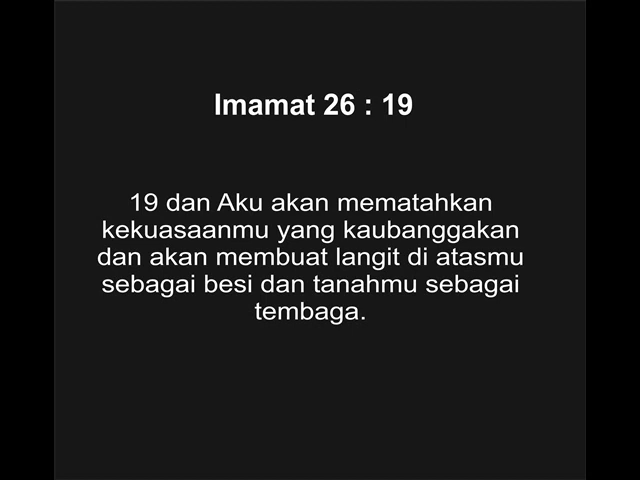 Imamat 26 : 19
19 dan Aku akan mematahkan
kekuasaanmu yang kaubanggakan
dan akan membuat langit di atasmu
sebagai besi dan tanahmu sebagai
tembaga.